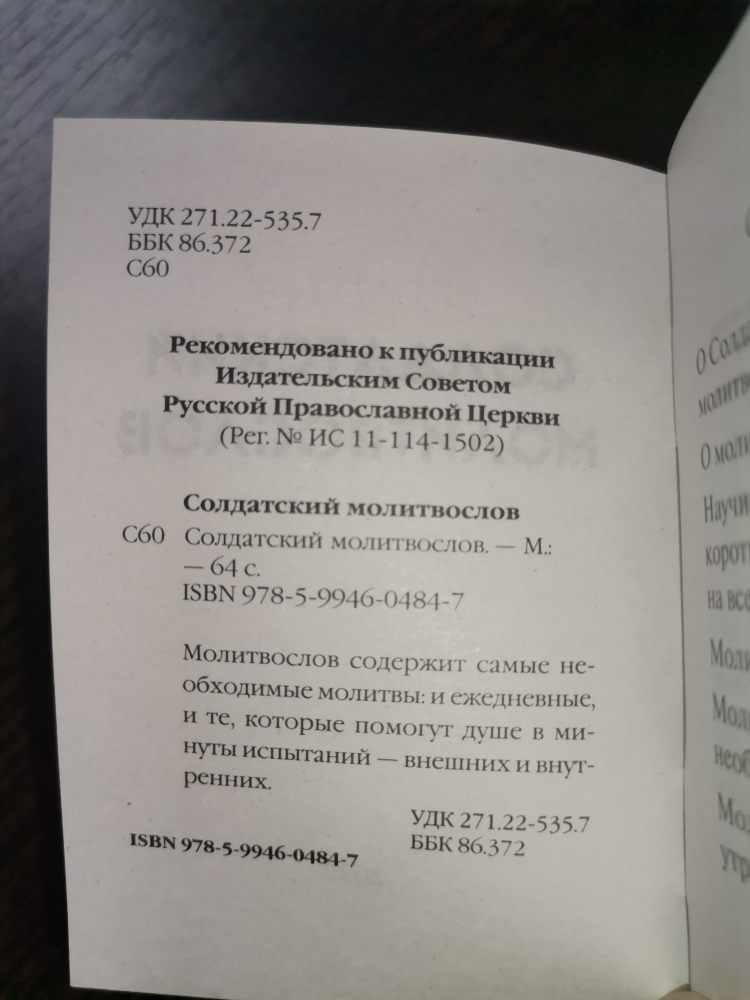 УДК 271.22-535.7
ББК 86.372
С60
Рекомендовано к публикации
Издательским Советом
Русской Православной Церкви
(Рег. № ИС 11-114-1502)
Солдатский молитвослов
С60 Солдатский молитвослов. — М.:
— 64 с.
ISBN 978-5-9946-0484-7
Молитвослов содержит самые не-
обходимые молитвы: и ежедневные,
и те, которые помогут душе в ми-
нуты испытаний — внешних и внут-
ренних.
УДК 271.22-535.7
ББК 86.372
ISBN 978-5-9946-0484-7
О
О
на